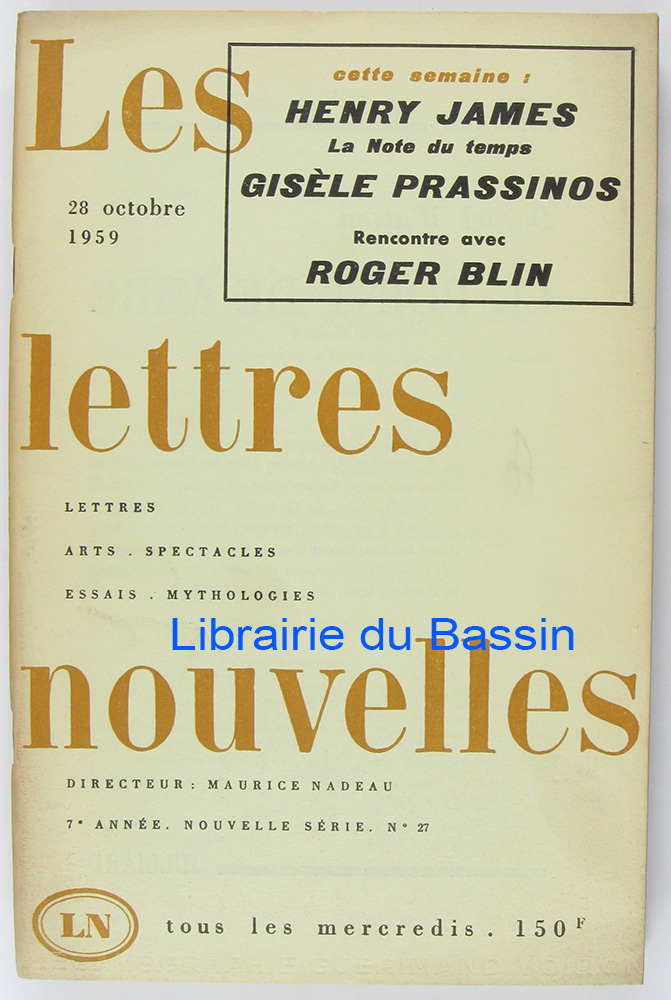 Les
cette semaine :
HENRY JAMES
La Note du temps
GISÈLE PRASSINOS
Rencontre avec
ROGER BLIN
28 octobre
1959
lettres
LETTRES
ARTS . SPECTACLES
ESSAIS . MYTHOLOGIES
Librairie du Bassin
nouvelles
DIRECTEUR : MAURICE NADEAU
7e ANNÉE. NOUVELLE SÉRIE. No 27
LN
tous les mercredis . 150 F